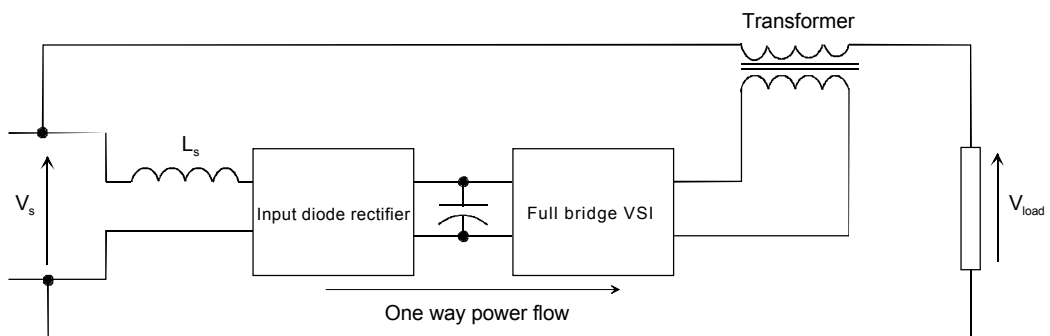 Transformer
Ls
Vs
Input diode rectifier
Full bridge VSI
Vload
One way power flow